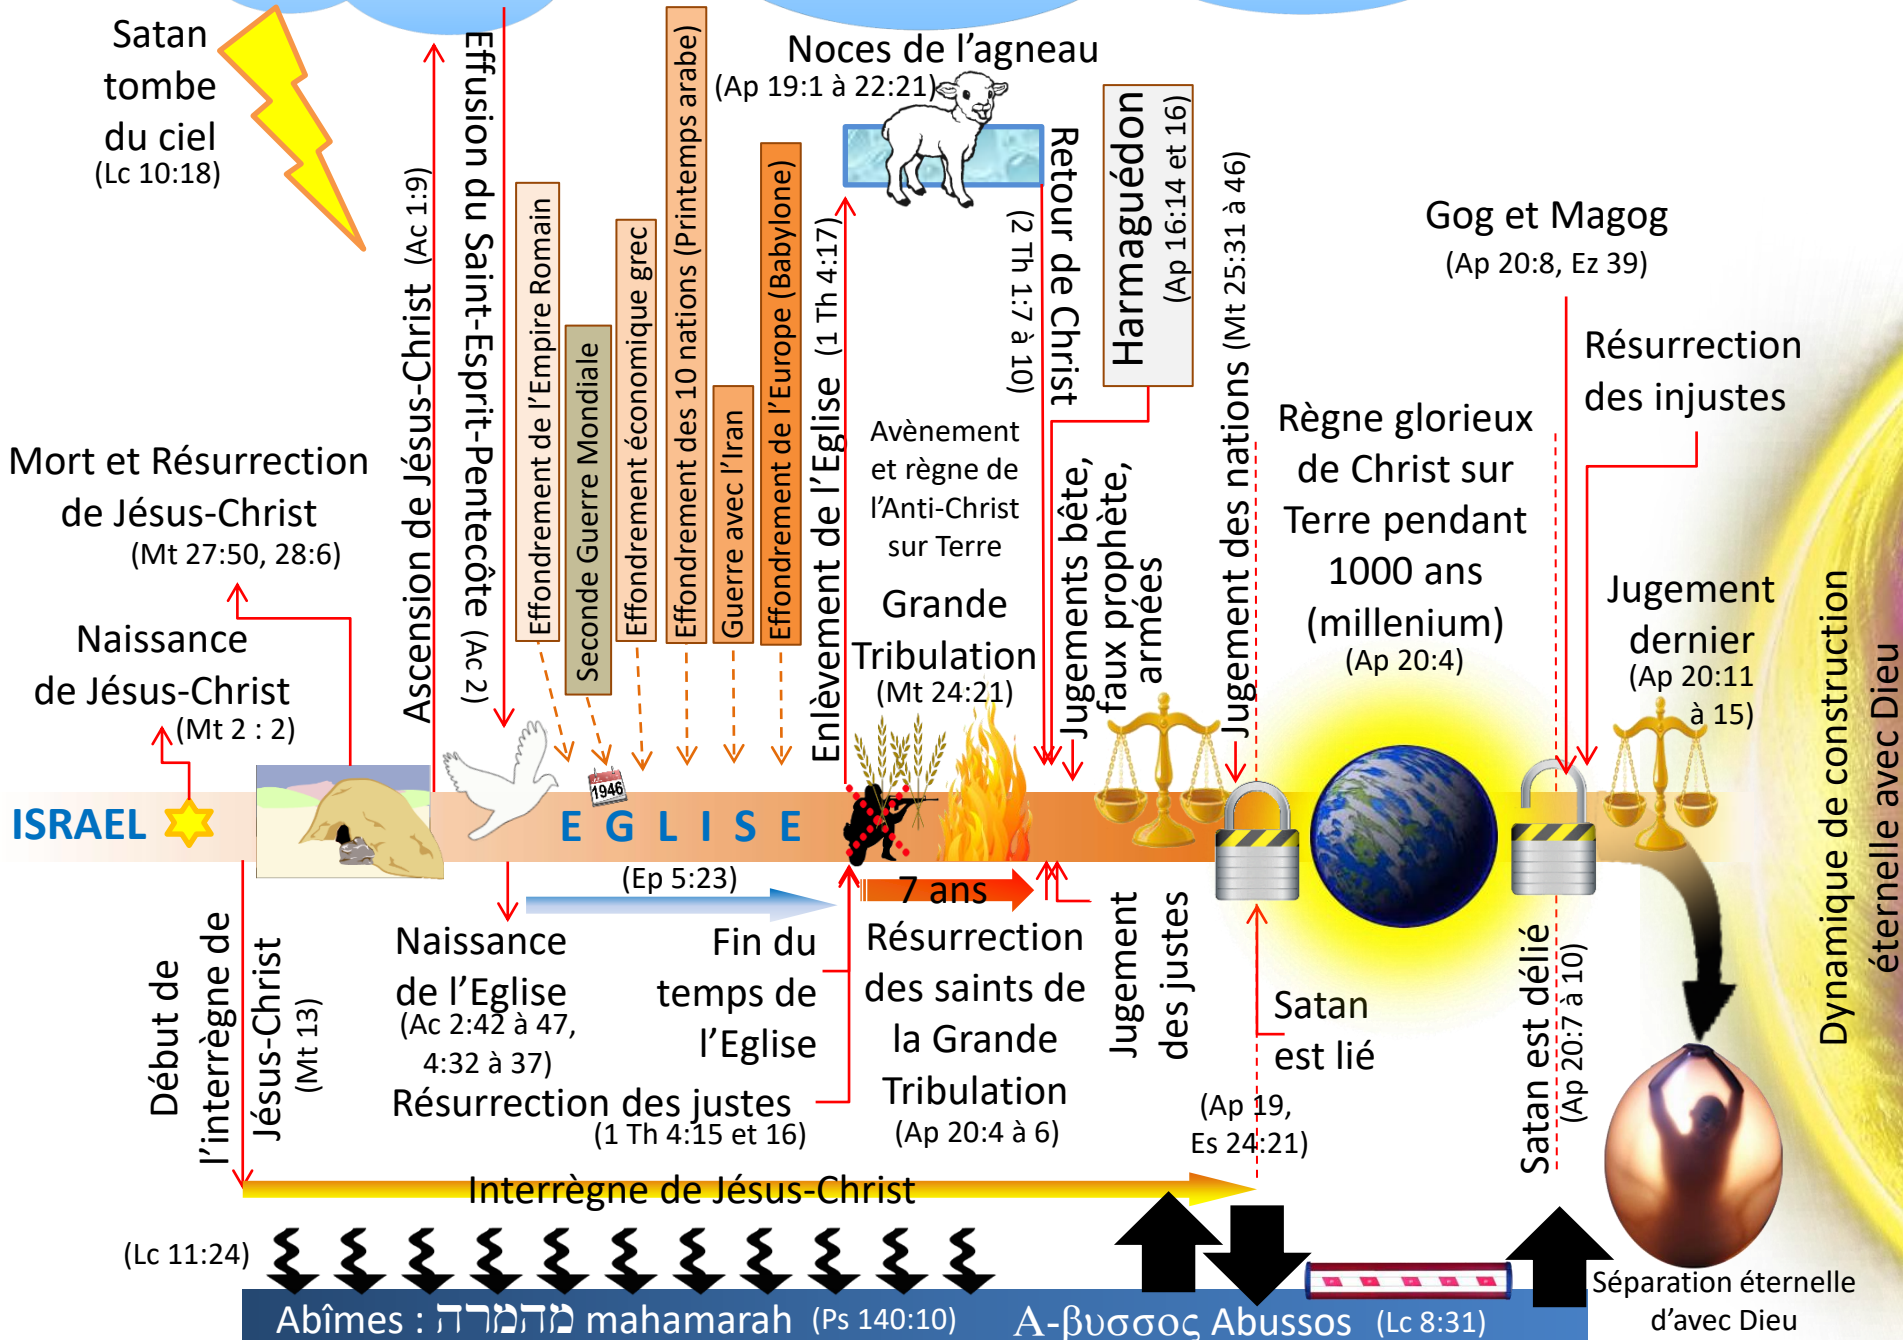 Satan
tombe
du ciel
(Lc 10:18)
Mort et Résurrection
de Jésus-Christ
(Mt 27:50, 28:6)
Naissance
de Jésus-Christ
(Mt 2 : 2)
Ascension de Jésus-Christ (Ac 1:9)
Effusion du Saint-Esprit-Pentecôte (Ac 2)
Effondrement de l'Empire Romain
Seconde Guerre Mondiale
Effondrement économique grec
Effondrement des 10 nations (Printemps arabe)
Guerre avec l'Iran
Effondrement de l'Europe (Babylone)
Enlèvement de l'Eglise (1 Th 4:17)
Noces de l'agneau
(Ap 19:1 à 22:21)
Avènement
et règne de
l'Anti-Christ
sur Terre
Grande
Tribulation
(Mt 24:21)
Retour de Christ
(2 Th 1:7 à 10)
Harmaguédon
(Ap 16:14 et 16)
Jugements bête,
faux prophète,
armées
Jugement des nations (Mt 25:31 à 46)
Règne glorieux
de Christ sur
Terre pendant
1000 ans
(millenium)
(Ap 20:4)
Gog et Magog
(Ap 20:8, Ez 39)
Résurrection
des injustes
Jugement
dernier
(Ap 20:11
à 15)
Dynamique de construction
éternelle avec Dieu
ISRAEL
1946
EGLISE
(Ep 5:23)
7 ans
Début de
l'interrègne de
Jésus-Christ
(Mt 13)
Naissance
de l'Eglise
(Ac 2:42 à 47,
4:32 à 37)
Fin du
temps de
l'Eglise
Résurrection des justes
(1 Th 4:15 et 16)
Résurrection
des saints de
la Grande
Tribulation
(Ap 20:4 à 6)
Jugement
des justes
Satan
est lié
(Ap 19,
Es 24:21)
Satan est délié
(Ap 20:7 à 10)
Interrègne de Jésus-Christ
(Lc 11:24)
Abîmes : מהמרה mahamarah (Ps 140:10)
Α-βυσσος Abussos (Lc 8:31)
Séparation éternelle
d'avec Dieu